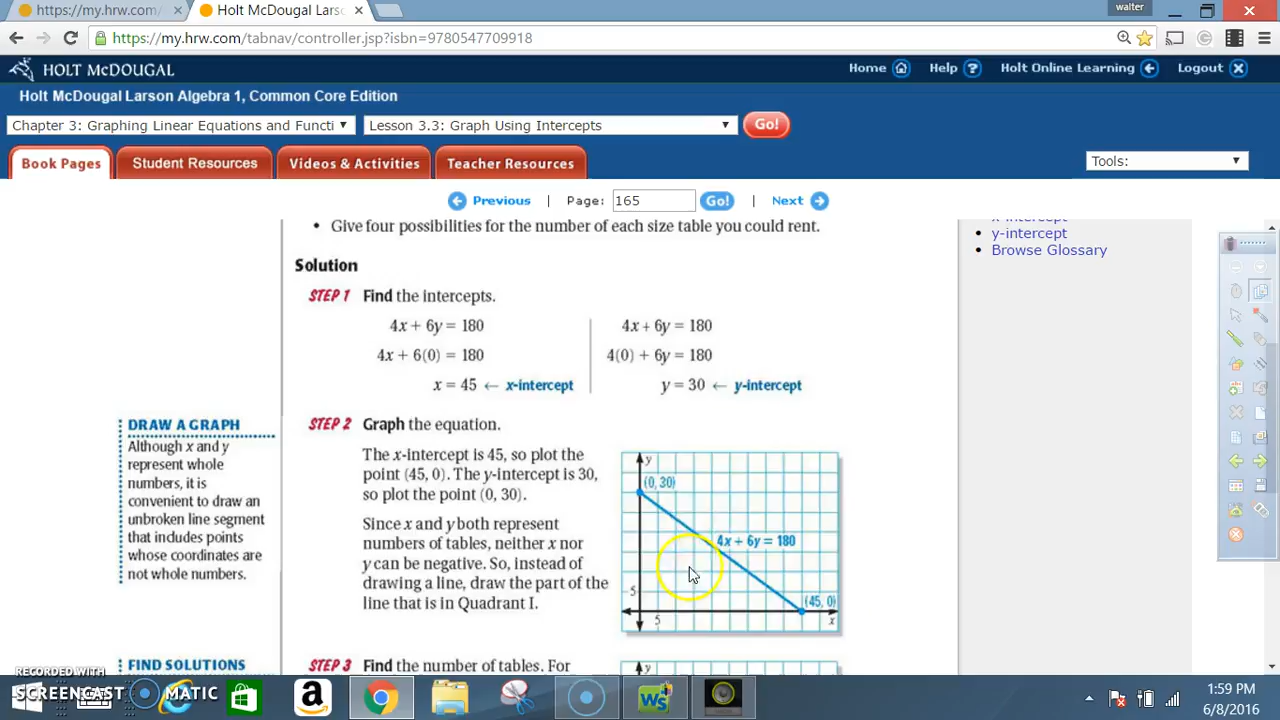 https://my.hrw.com/tabnav/ ×
Holt McDougal Lars ×
walter
https://my.hrw.com/tabnav/controller.jsp?isbn=9780547709918
HOLT McDOUGAL
Home
Help ?
Holt Online Learning
Logout
Holt McDougal Larson Algebra 1, Common Core Edition
Chapter 3: Graphing Linear Equations and Functi
Lesson 3.3: Graph Using Intercepts
Go!
Book Pages
Student Resources
Videos & Activities
Teacher Resources
Tools:
Previous | Page: 165 Go! | Next
x-intercept
• y-intercept
• Browse Glossary
• Give four possibilities for the number of each size table you could rent.
Solution
STEP 1 Find the intercepts.
4x + 6y = 180
4x + 6(0) = 180
x = 45 ← x-intercept
4x + 6y = 180
4(0) + 6y = 180
y = 30 ← y-intercept
DRAW A GRAPH
Although x and y
represent whole
numbers, it is
convenient to draw an
unbroken line segment
that includes points
whose coordinates are
not whole numbers.
STEP 2 Graph the equation.
The x-intercept is 45, so plot the
point (45, 0). The y-intercept is 30,
so plot the point (0, 30).
Since x and y both represent
numbers of tables, neither x nor
y can be negative. So, instead of
drawing a line, draw the part of the
line that is in Quadrant I.
y
(0, 30)
4x + 6y = 180
5
(45, 0)
5
x
FIND SOLUTIONS
STEP 3 Find the number of tables. For
y
RECORDED WITH
SCREENCAST MATIC
WS
1:59 PM
6/8/2016